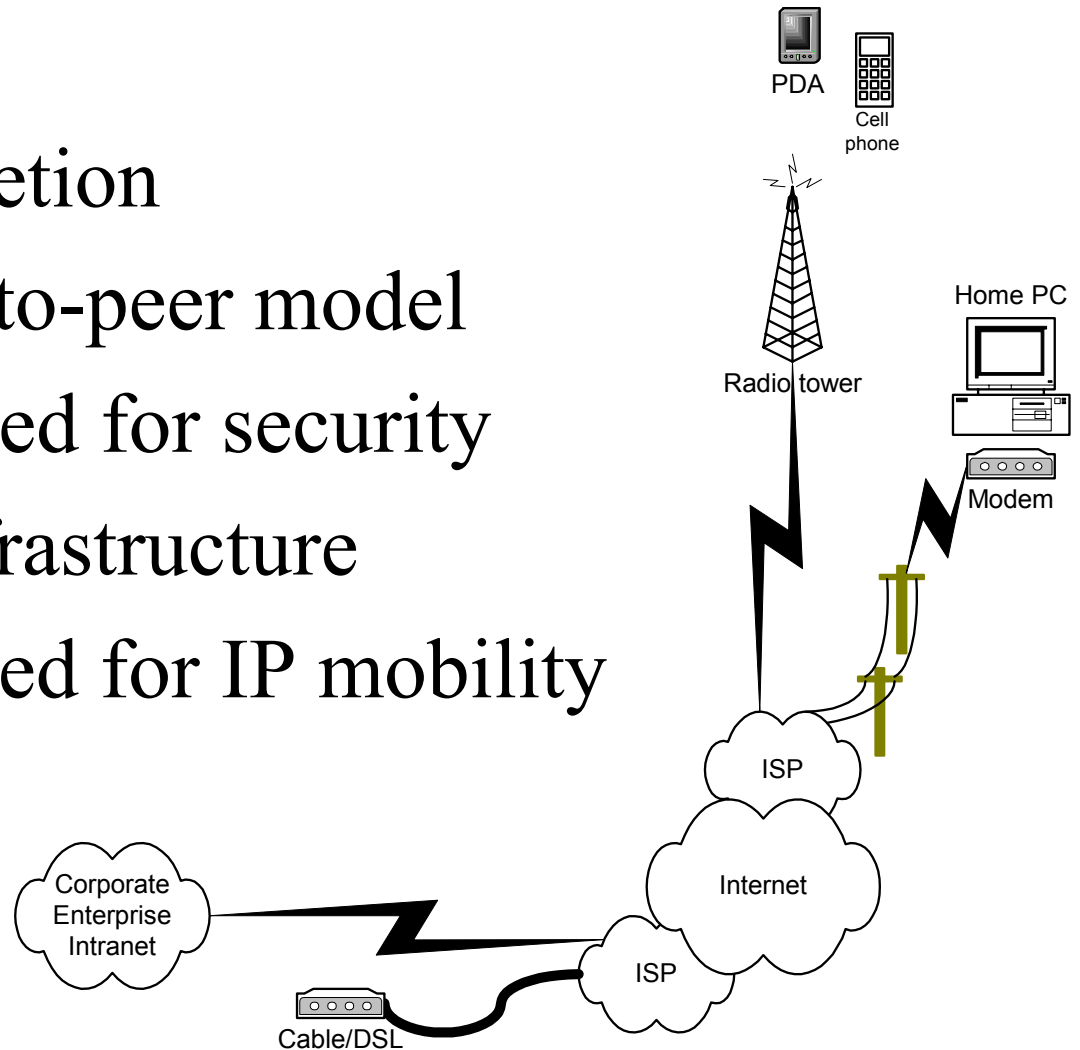 PDA
Cell
phone
etion
to-peer model
ed for security
rastructure
ed for IP mobility
Radio tower
Home PC
Modem
ISP
Internet
Corporate
Enterprise
Intranet
ISP
Cable/DSL